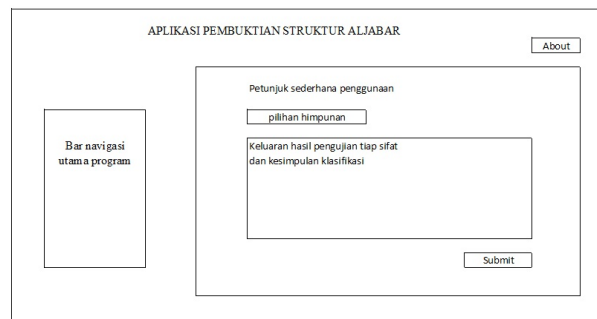 APLIKASI PEMBUKTIAN STRUKTUR ALJABAR
About
Petunjuk sederhana penggunaan
pilihan himpunan
Bar navigasi
utama program
Keluaran hasil pengujian tiap sifat
dan kesimpulan klasifikasi
Submit